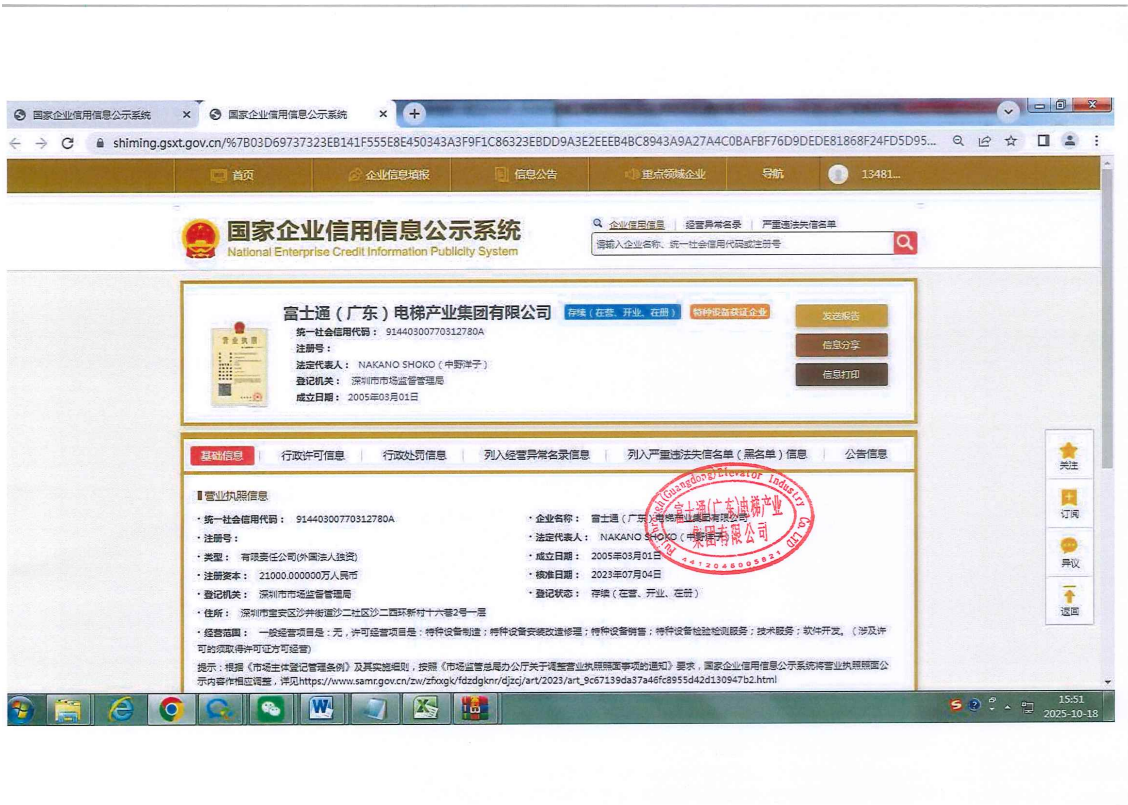 国家企业信用信息公示系统
国家企业信用信息公示系统
shiming.gsxt.gov.cn/%7B03D69737323EB141F555E8E450343A3F9F1C86323EBDD9A3E2EEEB4BC8943A9A27A4C0BAFBF76D9DEDE81868F24FD5D95...
首页 企业信息填报 信息公告 重点领域企业 导航 13481...
国家企业信用信息公示系统
National Enterprise Credit Information Publicity System
企业信用信息 | 经营异常名录 | 严重违法失信名单
请输入企业名称、统一社会信用代码或注册号
富士通（广东）电梯产业集团有限公司 存续（在营、开业、在册） 特种设备获证企业
统一社会信用代码： 91440300770312780A
注册号：
法定代表人： NAKANO SHOKO（中野洋子）
登记机关： 深圳市市场监督管理局
成立日期： 2005年03月01日
发送报告
信息分享
信息打印
营业执照
基础信息 | 行政许可信息 | 行政处罚信息 | 列入经营异常名录信息 | 列入严重违法失信名单（黑名单）信息 | 公告信息
营业执照信息
·统一社会信用代码： 91440300770312780A ·企业名称： 富士通（广东）电梯产业集团有限公司
·注册号： ·法定代表人： NAKANO SHOKO（中野洋子）
·类型： 有限责任公司(外国法人独资) ·成立日期： 2005年03月01日
·注册资本： 21000.000000万人民币 ·核准日期： 2023年07月04日
·登记机关： 深圳市市场监督管理局 ·登记状态： 存续（在营、开业、在册）
·住所： 深圳市宝安区沙井街道沙二社区沙二西环新村十六巷2号一层
·经营范围： 一般经营项目是：无，许可经营项目是：特种设备制造；特种设备安装改造修理；特种设备销售；特种设备检验检测服务；技术服务；软件开发。（涉及许
可的须取得许可证方可经营)
提示：根据《市场主体登记管理条例》及其实施细则，按照《市场监管总局办公厅关于调整营业执照照面事项的通知》要求，国家企业信用信息公示系统将营业执照照面公
示内容作相应调整，详见https://www.samr.gov.cn/zw/zfxxgk/fdzdgknr/djzcj/art/2023/art_9c67139da37a46fc8955d42d130947b2.html
富士通(广东)电梯产业
集团有限公司
4412046005821
关注
订阅
异议
返回
15:51
2025-10-18